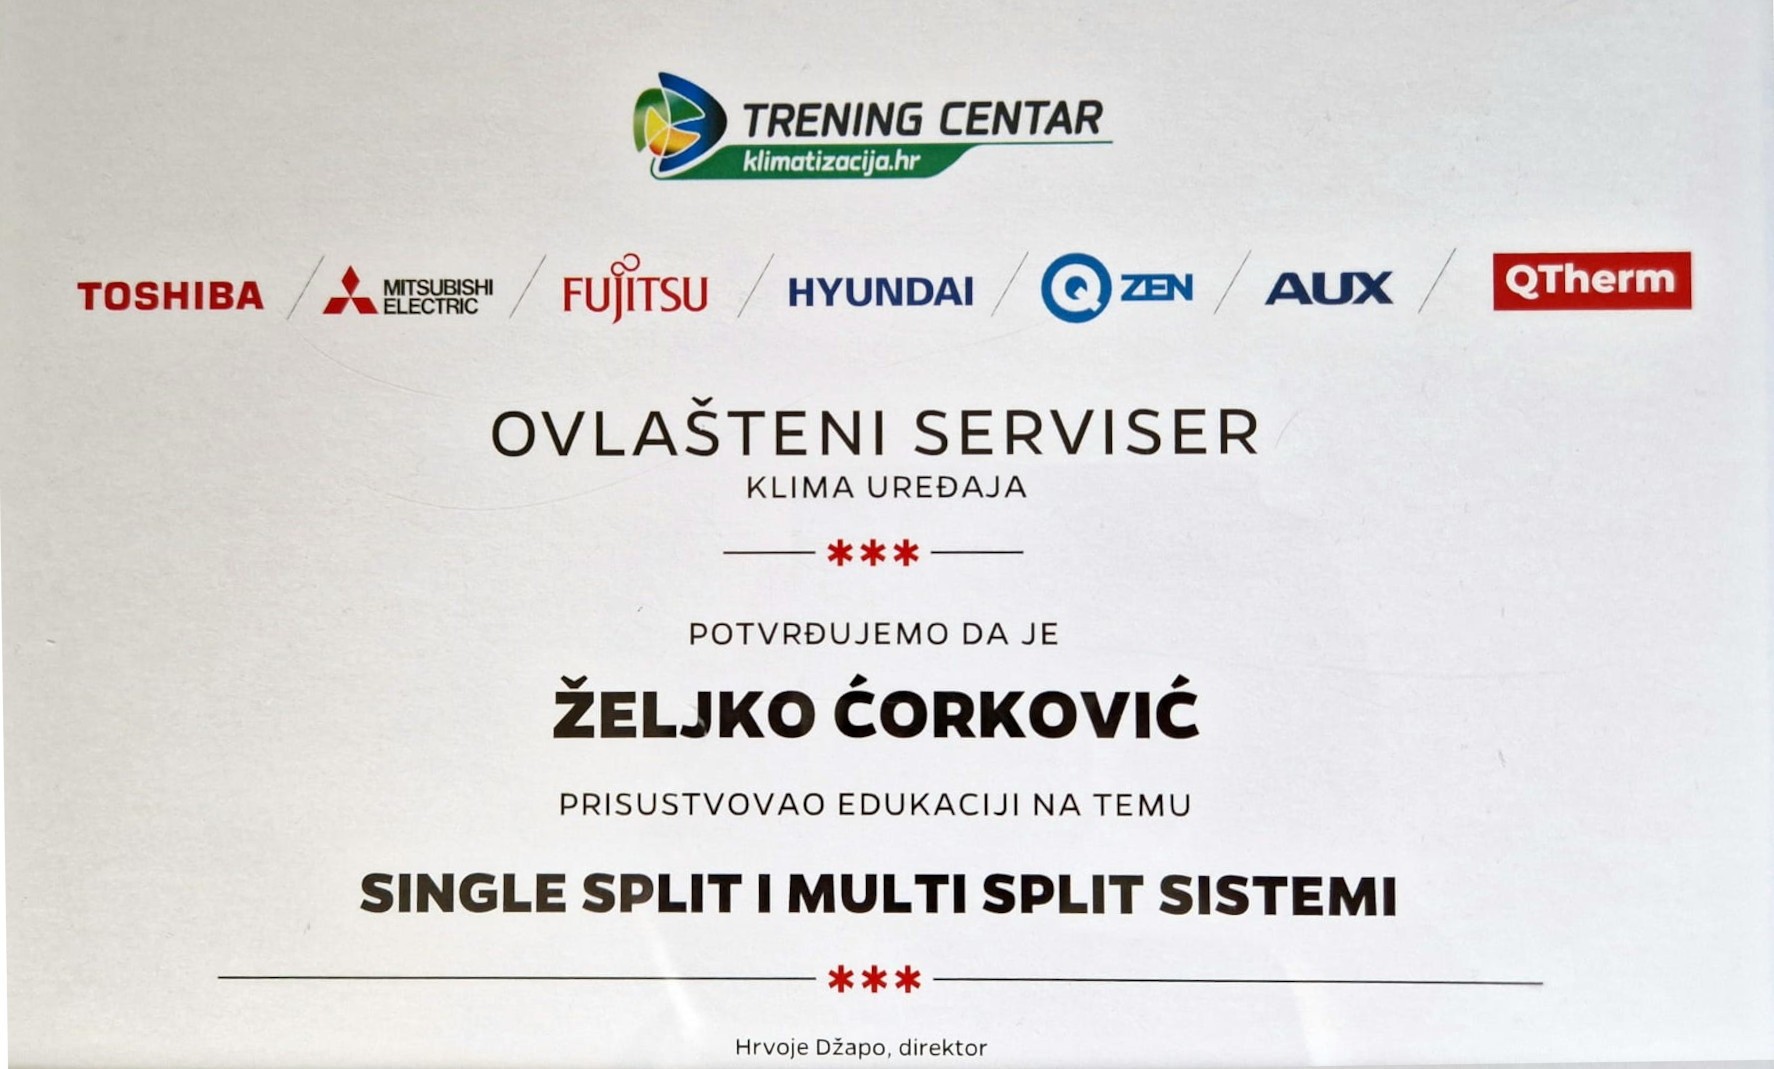 TRENING CENTAR
klimatizacija.hr
TOSHIBA MITSUBISHI ELECTRIC FUJITSU HYUNDAI Q ZEN AUX QTherm
OVLAŠTENI SERVISER
KLIMA UREĐAJA
***
POTVRĐUJEMO DA JE
ŽELJKO ĆORKOVIĆ
PRISUSTVOVAO EDUKACIJI NA TEMU
SINGLE SPLIT I MULTI SPLIT SISTEMI
***
Hrvoje Džapo, direktor